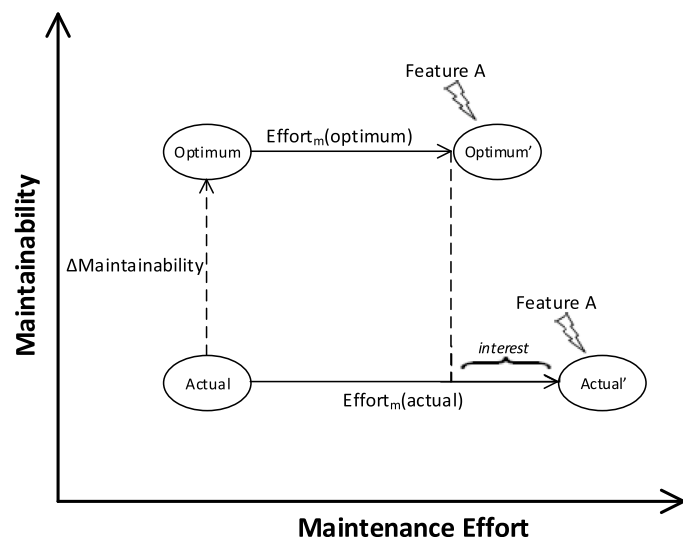 Feature A
Effortm(optimum)
Optimum
Optimum′
Maintainability
ΔMaintainability
Feature A
interest
Actual
Actual′
Effortm(actual)
Maintenance Effort